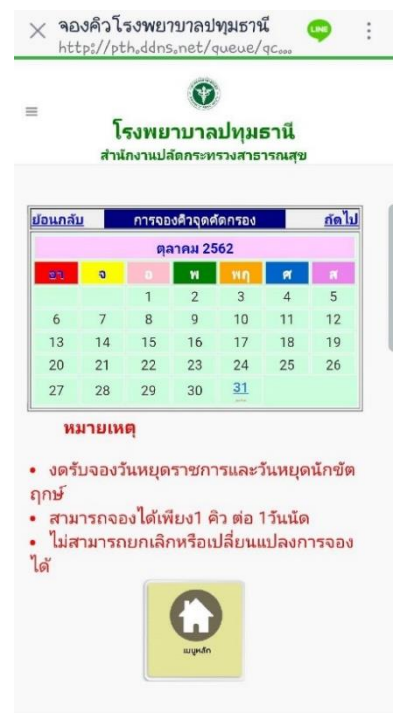 จองคิวโรงพยาบาลปทุมธานี
LINE
http://pth.ddns.net/queue/qc...
โรงพยาบาลปทุมธานี
สำนักงานปลัดกระทรวงสาธารณสุข
ย้อนกลับ การจองคิวจุดคัดกรอง ถัดไป
ตุลาคม 2562
อา จ อ พ พฤ ศ ส
1 2 3 4 5
6 7 8 9 10 11 12
13 14 15 16 17 18 19
20 21 22 23 24 25 26
27 28 29 30 31
หมายเหตุ
• งดรับจองวันหยุดราชการและวันหยุดนักขัต
ฤกษ์
• สามารถจองได้เพียง1 คิว ต่อ 1วันนัด
• ไม่สามารถยกเลิกหรือเปลี่ยนแปลงการจอง
ได้
เมนูหลัก